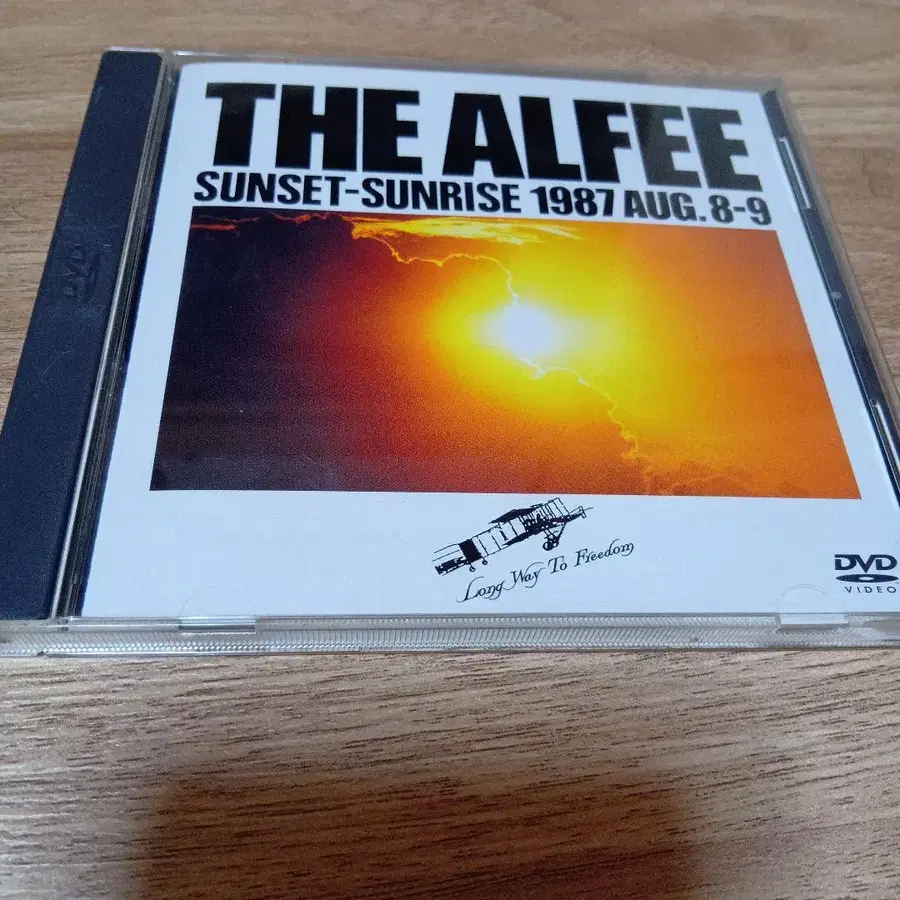 THE ALFEE
SUNSET-SUNRISE 1987 AUG. 8-9
DVD
Long Way To Freedom
DVD
VIDEO